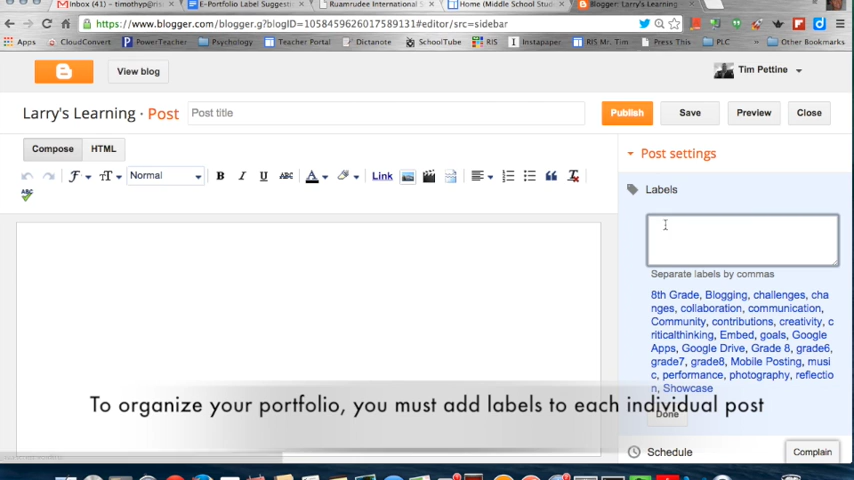 Inbox (41) - timothyp@ris
E-Portfolio Label Suggesti
Ruamrudee International S
Home (Middle School Stud
Blogger: Larry's Learning
https://www.blogger.com/blogger.g?blogID=1058459626017589131#editor/src=sidebar
Apps CloudConvert PowerTeacher Psychology Teacher Portal Dictanote SchoolTube RIS Instapaper RIS Mr. Tim Press This PLC » Other Bookmarks
View blog
Tim Pettine
Larry's Learning · Post Post title Publish Save Preview Close
Compose HTML
Post settings
Normal B I U ABC A Link
ABC
Labels
Separate labels by commas
8th Grade, Blogging, challenges, cha
nges, collaboration, communication,
Community, contributions, creativity, c
riticalthinking, Embed, goals, Google
Apps, Google Drive, Grade 8, grade6,
grade7, grade8, Mobile Posting, musi
c, performance, photography, reflectio
n, Showcase
To organize your portfolio, you must add labels to each individual post
Done
Schedule
Complain